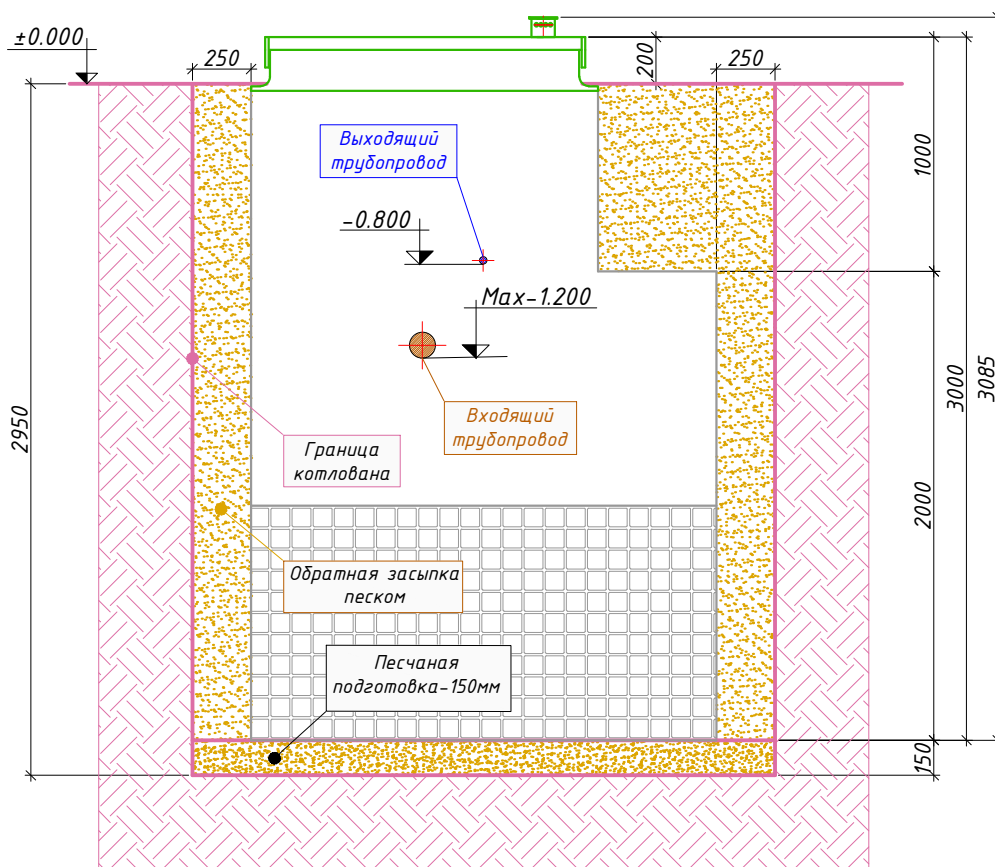 ±0.000
250
200
250
Выходящий
трубопровод
1000
-0.800
Max-1.200
3085
3000
2950
Входящий
трубопровод
Граница
котлована
2000
Обратная засыпка
песком
Песчаная
подготовка-150мм
150